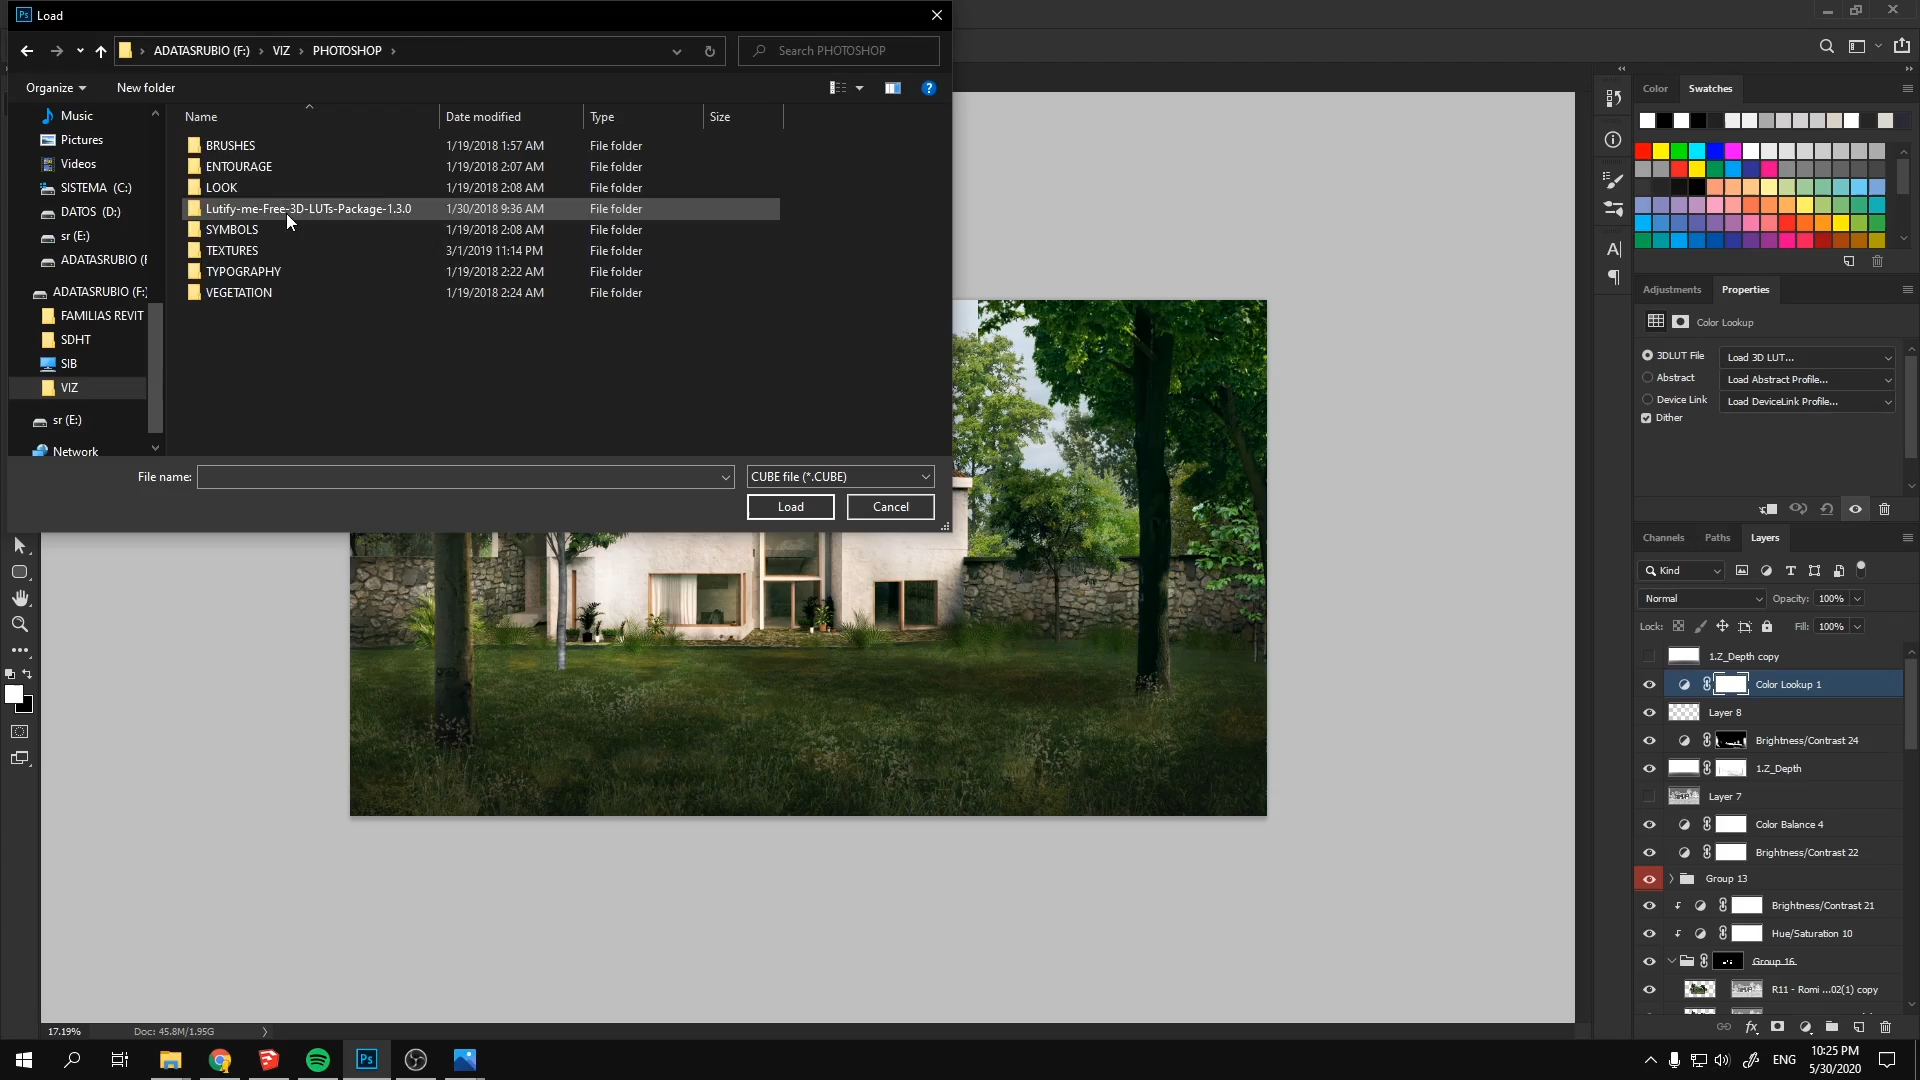 Ps Load
ADATASRUBIO (F:) > VIZ > PHOTOSHOP >
Search PHOTOSHOP
Organize
New folder
Name
Date modified
Type
Size
Music
Pictures
Videos
SISTEMA (C:)
DATOS (D:)
sr (E:)
ADATASRUBIO (F
ADATASRUBIO (F:)
FAMILIAS REVIT
SDHT
SIB
VIZ
sr (E:)
Network
BRUSHES 1/19/2018 1:57 AM File folder
ENTOURAGE 1/19/2018 2:07 AM File folder
LOOK 1/19/2018 2:08 AM File folder
Lutify-me-Free-3D-LUTs-Package-1.3.0 1/30/2018 9:36 AM File folder
SYMBOLS 1/19/2018 2:08 AM File folder
TEXTURES 3/1/2019 11:14 PM File folder
TYPOGRAPHY 1/19/2018 2:22 AM File folder
VEGETATION 1/19/2018 2:24 AM File folder
File name:
CUBE file (*.CUBE)
Load
Cancel
Color
Swatches
Adjustments
Properties
Color Lookup
3DLUT File
Load 3D LUT...
Abstract
Load Abstract Profile...
Device Link
Load DeviceLink Profile...
Dither
Channels
Paths
Layers
Kind
Normal
Opacity: 100%
Lock:
Fill: 100%
1.Z_Depth copy
Color Lookup 1
Layer 8
Brightness/Contrast 24
1.Z_Depth
Layer 7
Color Balance 4
Brightness/Contrast 22
Group 13
Brightness/Contrast 21
Hue/Saturation 10
Group 16
R11 - Romi ...02(1) copy
fx
17.19%
Doc: 45.8M/1.95G
Ps
ENG
10:25 PM
5/30/2020